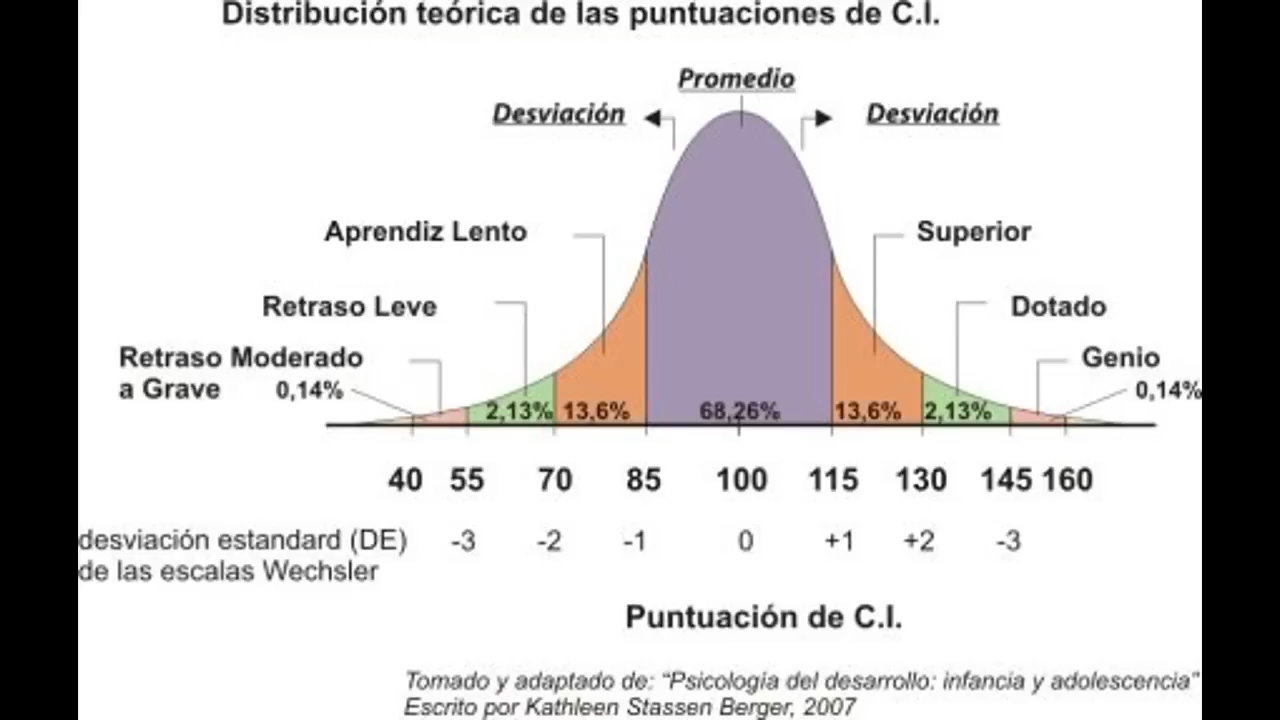 Distribución teórica de las puntuaciones de C.I.
Promedio
Desviación Desviación
Aprendiz Lento Superior
Retraso Leve Dotado
Retraso Moderado Genio
a Grave 0,14% 0,14%
2,13% 13,6% 68,26% 13,6% 2,13%
40 55 70 85 100 115 130 145 160
desviación estandard (DE) -3 -2 -1 0 +1 +2 -3
de las escalas Wechsler
Puntuación de C.I.
Tomado y adaptado de: “Psicología del desarrollo: infancia y adolescencia”
Escrito por Kathleen Stassen Berger, 2007